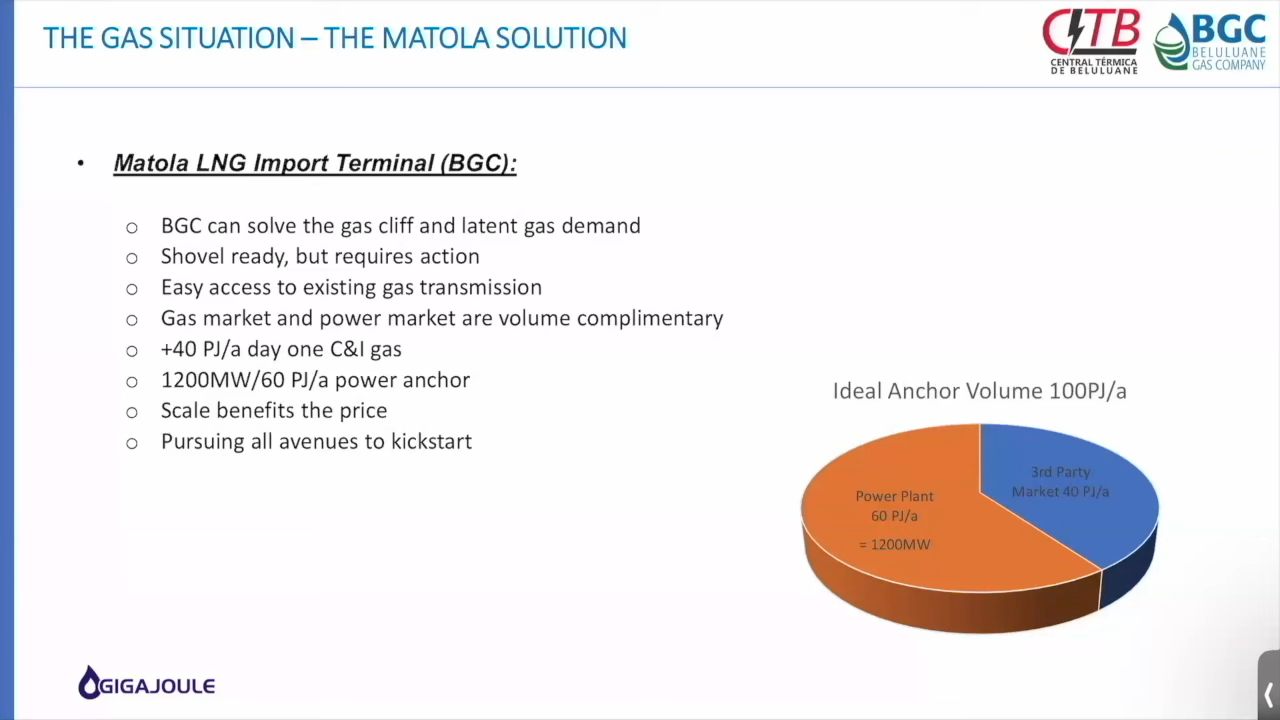 THE GAS SITUATION – THE MATOLA SOLUTION
CTB
CENTRAL TÉRMICA
DE BELULUANE
BGC
BELULUANE
GAS COMPANY
• Matola LNG Import Terminal (BGC):
o BGC can solve the gas cliff and latent gas demand
o Shovel ready, but requires action
o Easy access to existing gas transmission
o Gas market and power market are volume complimentary
o +40 PJ/a day one C&I gas
o 1200MW/60 PJ/a power anchor
o Scale benefits the price
o Pursuing all avenues to kickstart
Ideal Anchor Volume 100PJ/a
3rd Party
Market 40 PJ/a
Power Plant
60 PJ/a
= 1200MW
GIGAJOULE